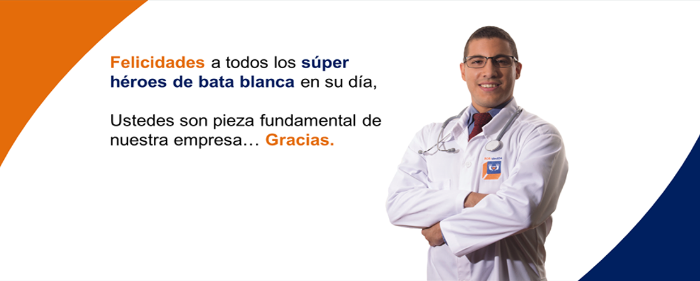 Felicidades a todos los súper
héroes de bata blanca en su día,
Ustedes son pieza fundamental de
nuestra empresa… Gracias.